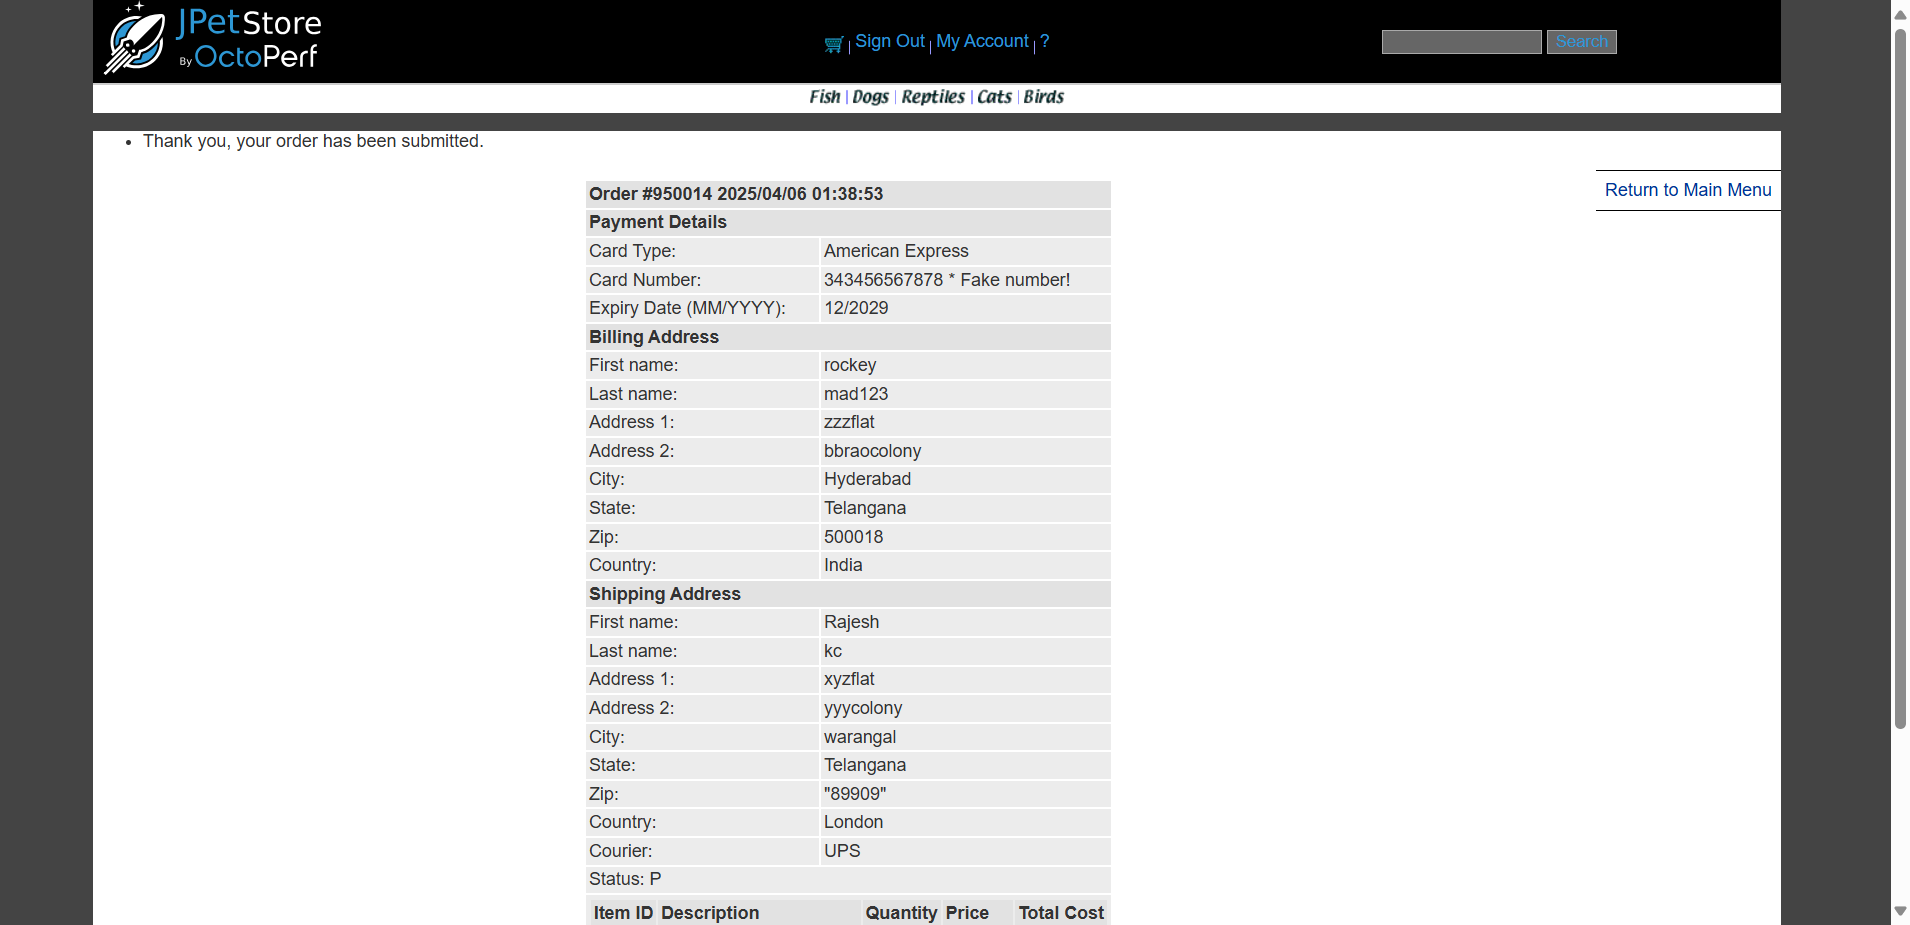 JPetStore
By OctoPerf
Sign Out | My Account | ?
Search
Fish | Dogs | Reptiles | Cats | Birds
Thank you, your order has been submitted.
Return to Main Menu
Order #950014 2025/04/06 01:38:53
Payment Details
Card Type: American Express
Card Number: 343456567878 * Fake number!
Expiry Date (MM/YYYY): 12/2029
Billing Address
First name: rockey
Last name: mad123
Address 1: zzzflat
Address 2: bbraocolony
City: Hyderabad
State: Telangana
Zip: 500018
Country: India
Shipping Address
First name: Rajesh
Last name: kc
Address 1: xyzflat
Address 2: yyycolony
City: warangal
State: Telangana
Zip: "89909"
Country: London
Courier: UPS
Status: P
Item ID Description Quantity Price Total Cost